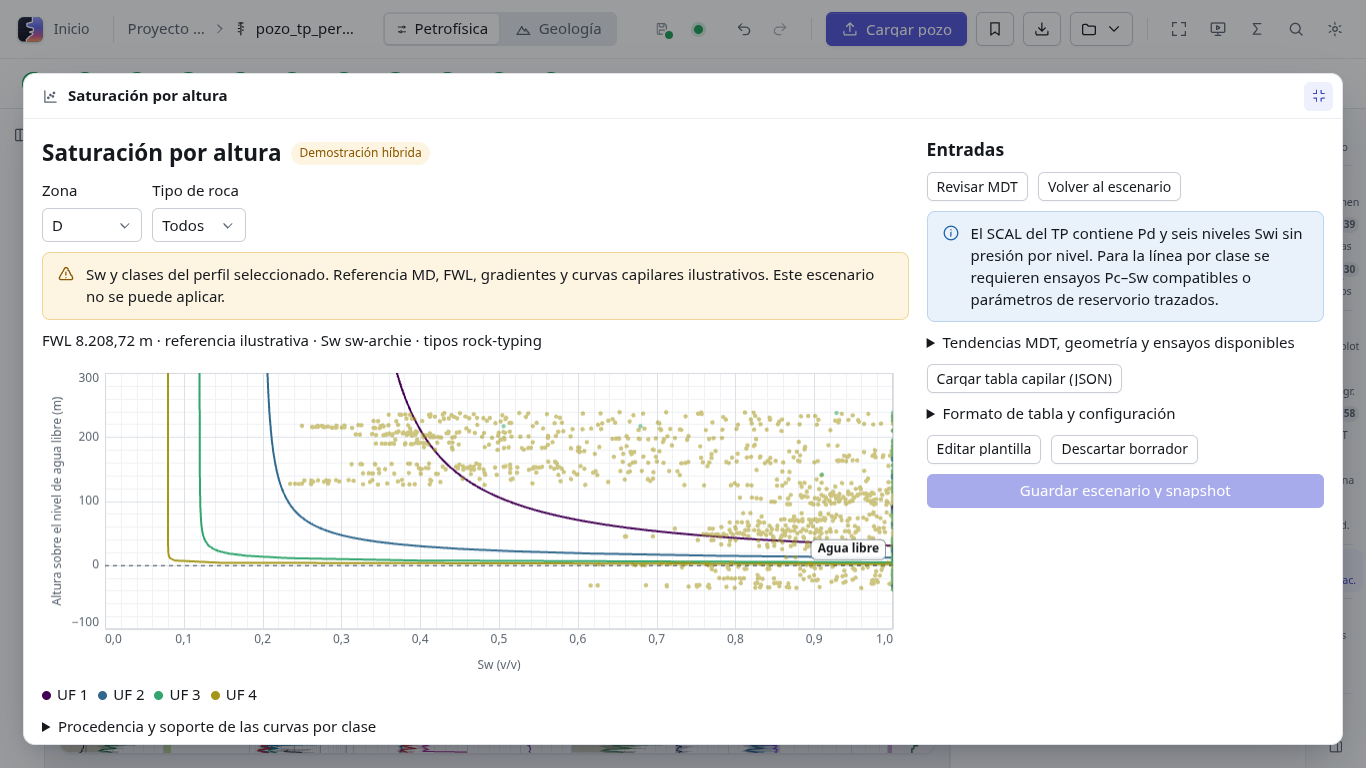 Inicio
Proyecto ...
pozo_tp_per...
Petrofísica
Geología
Cargar pozo
Saturación por altura
Saturación por altura
Demostración híbrida
Zona
Tipo de roca
D
Todos
Sw y clases del perfil seleccionado. Referencia MD, FWL, gradientes y curvas capilares ilustrativos. Este escenario
no se puede aplicar.
FWL 8.208,72 m · referencia ilustrativa · Sw sw-archie · tipos rock-typing
Altura sobre el nivel de agua libre (m)
300
200
100
0
−100
Agua libre
0,0 0,1 0,2 0,3 0,4 0,5 0,6 0,7 0,8 0,9 1,0
Sw (v/v)
UF 1 UF 2 UF 3 UF 4
Procedencia y soporte de las curvas por clase
Entradas
Revisar MDT
Volver al escenario
El SCAL del TP contiene Pd y seis niveles Swi sin
presión por nivel. Para la línea por clase se
requieren ensayos Pc–Sw compatibles o
parámetros de reservorio trazados.
Tendencias MDT, geometría y ensayos disponibles
Cargar tabla capilar (JSON)
Formato de tabla y configuración
Editar plantilla
Descartar borrador
Guardar escenario y snapshot
39
30
58